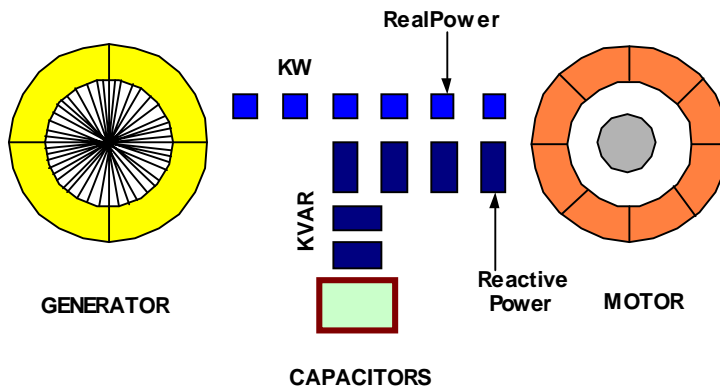 RealPower
KW
KVAR
Reactive
Power
GENERATOR
MOTOR
CAPACITORS